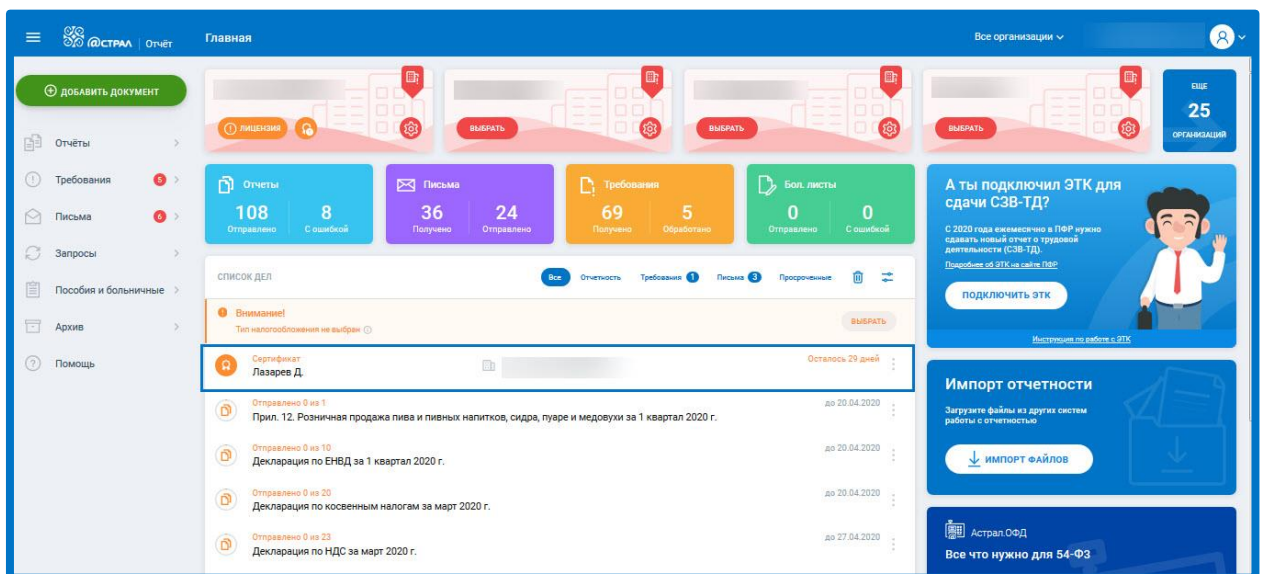 @СТРАЛ | Отчёт
Главная
Все организации
ДОБАВИТЬ ДОКУМЕНТ
Отчёты
Требования 5
Письма 6
Запросы
Пособия и больничные
Архив
Помощь
ЛИЦЕНЗИЯ
ВЫБРАТЬ
ВЫБРАТЬ
ВЫБРАТЬ
ЕЩЕ
25
ОРГАНИЗАЦИЙ
Отчеты
108 8
Отправлено С ошибкой
Письма
36 24
Получено Отправлено
Требования
69 5
Получено Обработано
Бол. листы
0 0
Отправлено С ошибкой
СПИСОК ДЕЛ
Все Отчетность Требования 1 Письма 3 Просроченные
Внимание!
Тип налогообложения не выбран
ВЫБРАТЬ
Сертификат
Лазарев Д.
Осталось 29 дней
Отправлено 0 из 1
Прил. 12. Розничная продажа пива и пивных напитков, сидра, пуаре и медовухи за 1 квартал 2020 г.
до 20.04.2020
Отправлено 0 из 10
Декларация по ЕНВД за 1 квартал 2020 г.
до 20.04.2020
Отправлено 0 из 20
Декларация по косвенным налогам за март 2020 г.
до 20.04.2020
Отправлено 0 из 23
Декларация по НДС за март 2020 г.
до 27.04.2020
А ты подключил ЭТК для
сдачи СЗВ-ТД?
С 2020 года ежемесячно в ПФР нужно
сдавать новый отчет о трудовой
деятельности (СЗВ-ТД).
Подробнее об ЭТК на сайте ПФР
ПОДКЛЮЧИТЬ ЭТК
Инструкция по работе с ЭТК
Импорт отчетности
Загрузите файлы из других систем
работы с отчетностью
ИМПОРТ ФАЙЛОВ
Астрал.ОФД
Все что нужно для 54-ФЗ